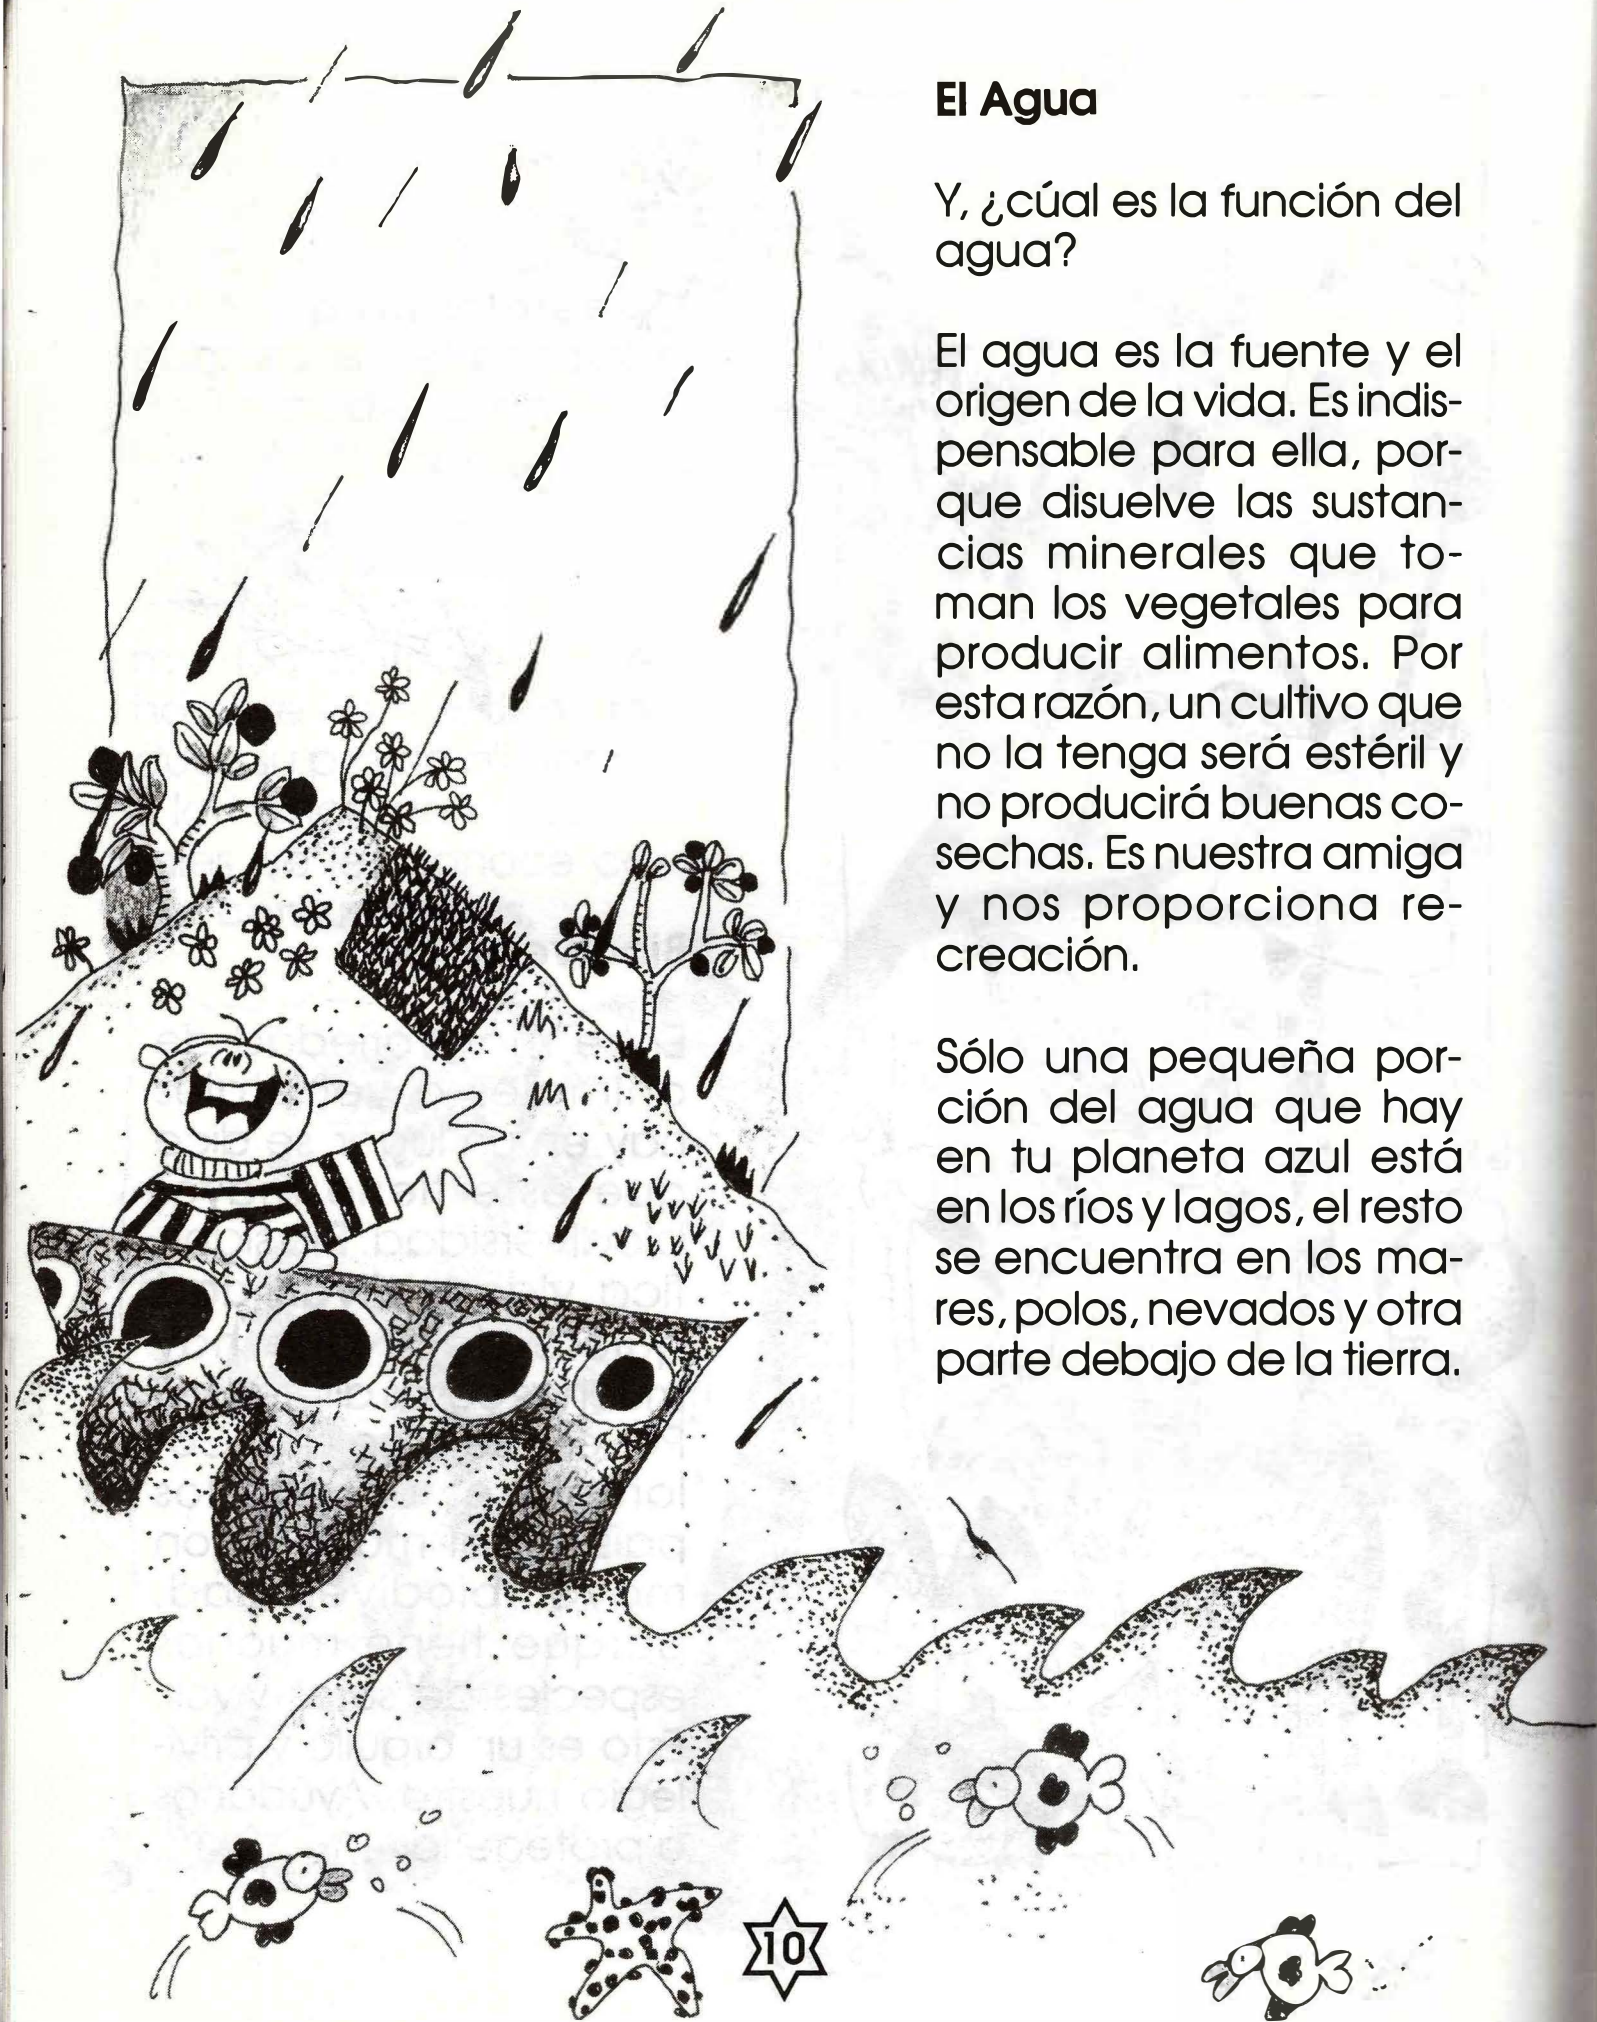 El Agua
Y, ¿cúal es la función del
agua?
El agua es la fuente y el
origen de la vida. Es indis-
pensable para ella, por-
que disuelve las sustan-
cias minerales que to-
man los vegetales para
producir alimentos. Por
esta razón, un cultivo que
no la tenga será estéril y
no producirá buenas co-
sechas. Es nuestra amiga
y nos proporciona re-
creación.
Sólo una pequeña por-
ción del agua que hay
en tu planeta azul está
en los ríos y lagos, el resto
se encuentra en los ma-
res, polos, nevados y otra
parte debajo de la tierra.
10